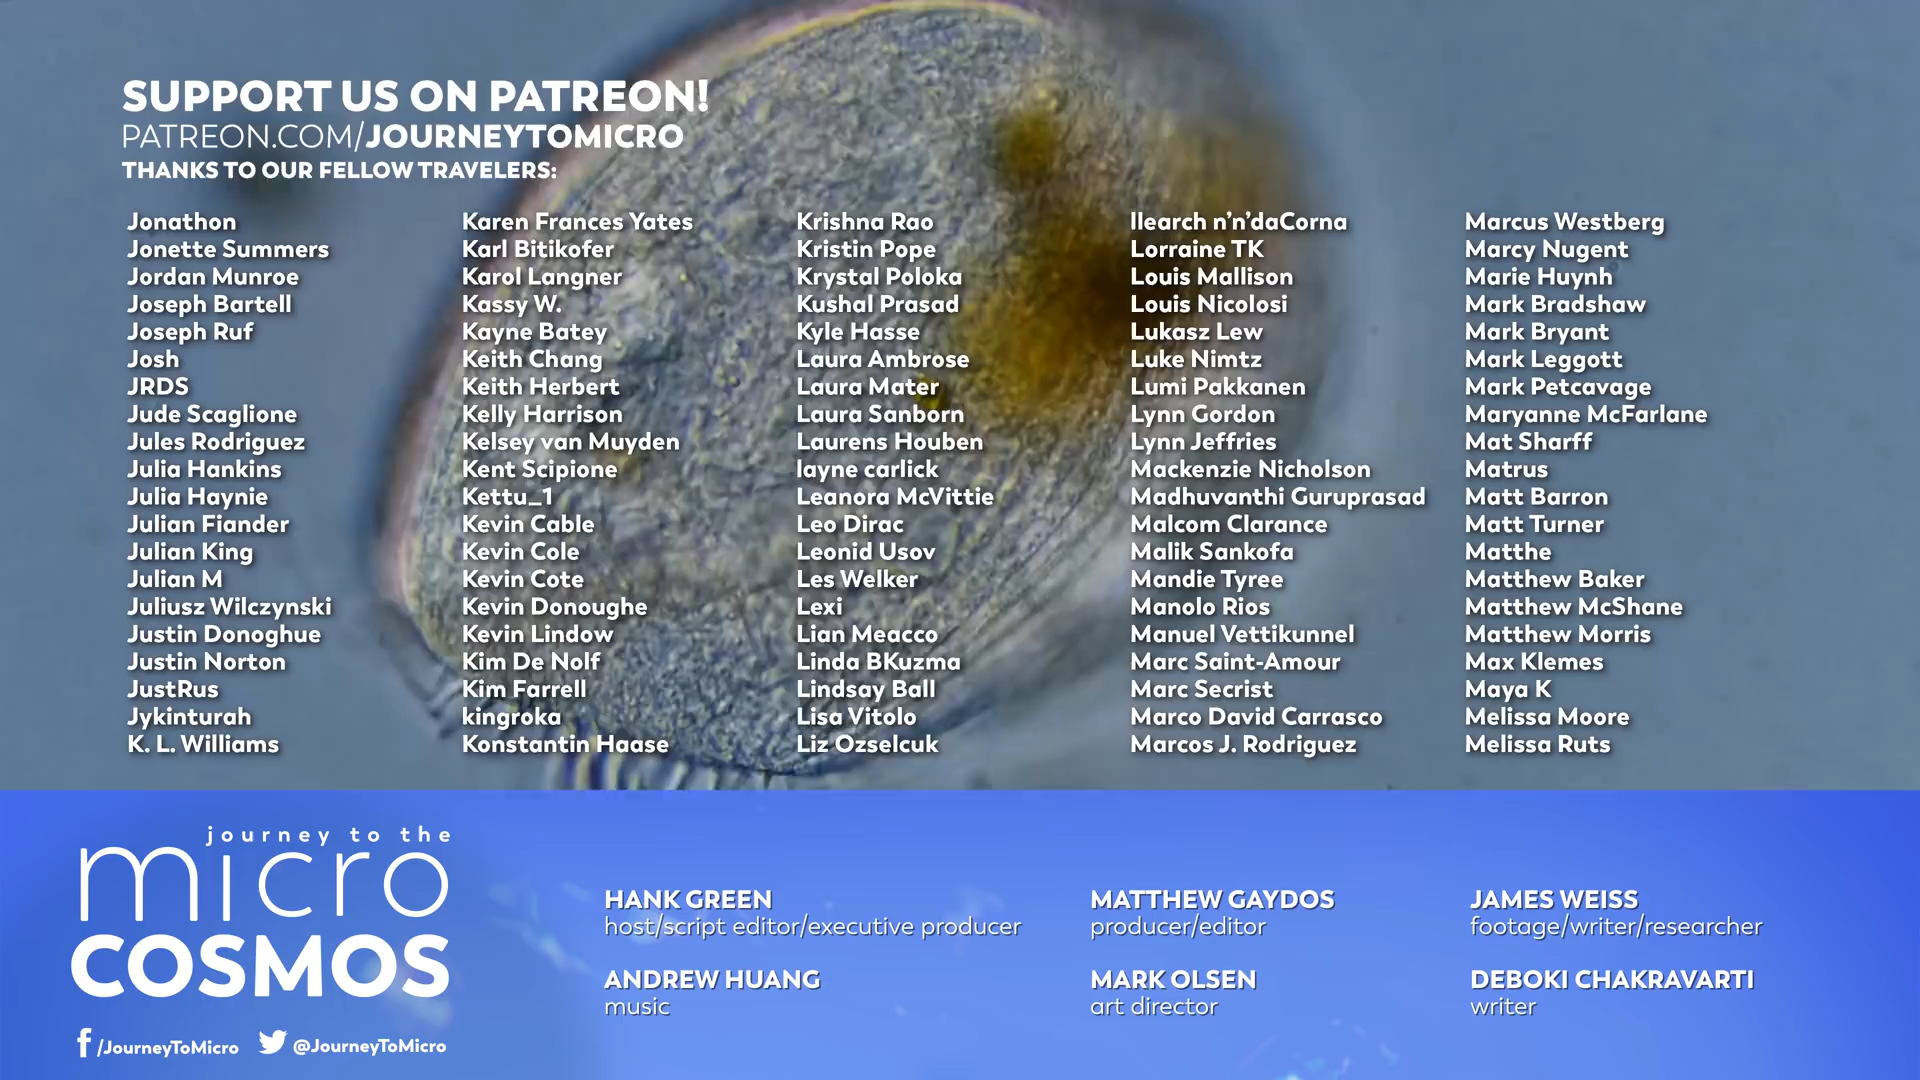 SUPPORT US ON PATREON!
PATREON.COM/JOURNEYTOMICRO
THANKS TO OUR FELLOW TRAVELERS:
Jonathon
Jonette Summers
Jordan Munroe
Joseph Bartell
Joseph Ruf
Josh
JRDS
Jude Scaglione
Jules Rodriguez
Julia Hankins
Julia Haynie
Julian Fiander
Julian King
Julian M
Juliusz Wilczynski
Justin Donoghue
Justin Norton
JustRus
Jykinturah
K. L. Williams
Karen Frances Yates
Karl Bitikofer
Karol Langner
Kassy W.
Kayne Batey
Keith Chang
Keith Herbert
Kelly Harrison
Kelsey van Muyden
Kent Scipione
Kettu_1
Kevin Cable
Kevin Cole
Kevin Cote
Kevin Donoughe
Kevin Lindow
Kim De Nolf
Kim Farrell
kingroka
Konstantin Haase
Krishna Rao
Kristin Pope
Krystal Poloka
Kushal Prasad
Kyle Hasse
Laura Ambrose
Laura Mater
Laura Sanborn
Laurens Houben
layne carlick
Leanora McVittie
Leo Dirac
Leonid Usov
Les Welker
Lexi
Lian Meacco
Linda BKuzma
Lindsay Ball
Lisa Vitolo
Liz Ozselcuk
llearch n’n’daCorna
Lorraine TK
Louis Mallison
Louis Nicolosi
Lukasz Lew
Luke Nimtz
Lumi Pakkanen
Lynn Gordon
Lynn Jeffries
Mackenzie Nicholson
Madhuvanthi Guruprasad
Malcom Clarance
Malik Sankofa
Mandie Tyree
Manolo Rios
Manuel Vettikunnel
Marc Saint-Amour
Marc Secrist
Marco David Carrasco
Marcos J. Rodriguez
Marcus Westberg
Marcy Nugent
Marie Huynh
Mark Bradshaw
Mark Bryant
Mark Leggott
Mark Petcavage
Maryanne McFarlane
Mat Sharff
Matrus
Matt Barron
Matt Turner
Matthe
Matthew Baker
Matthew McShane
Matthew Morris
Max Klemes
Maya K
Melissa Moore
Melissa Ruts
journey to the
micro
COSMOS
/JourneyToMicro @JourneyToMicro
HANK GREEN
host/script editor/executive producer
ANDREW HUANG
music
MATTHEW GAYDOS
producer/editor
MARK OLSEN
art director
JAMES WEISS
footage/writer/researcher
DEBOKI CHAKRAVARTI
writer